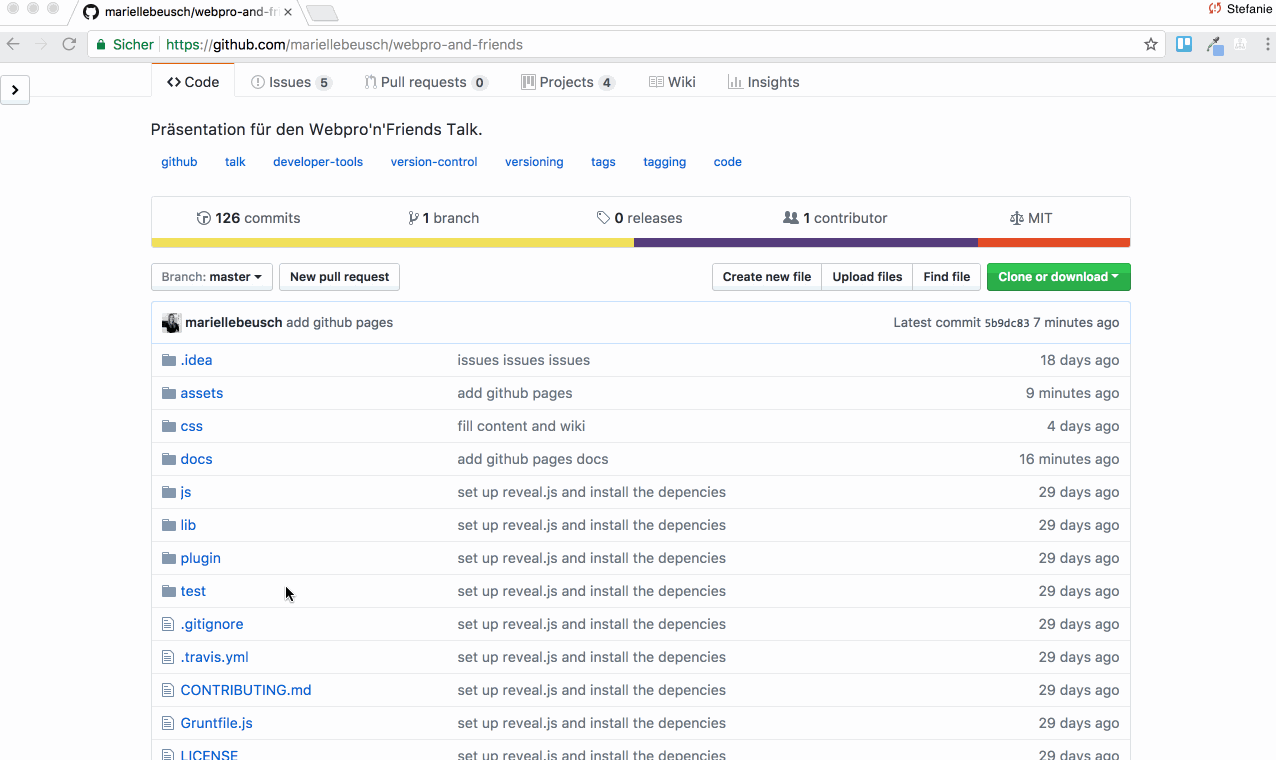 mariellebeusch/webpro-and-fri
Stefanie
Sicher https://github.com/mariellebeusch/webpro-and-friends
Code Issues 5 Pull requests 0 Projects 4 Wiki Insights
Präsentation für den Webpro'n'Friends Talk.
github talk developer-tools version-control versioning tags tagging code
126 commits 1 branch 0 releases 1 contributor MIT
Branch: master New pull request Create new file Upload files Find file Clone or download
mariellebeusch add github pages Latest commit 5b9dc83 7 minutes ago
.idea issues issues issues 18 days ago
assets add github pages 9 minutes ago
css fill content and wiki 4 days ago
docs add github pages docs 16 minutes ago
js set up reveal.js and install the depencies 29 days ago
lib set up reveal.js and install the depencies 29 days ago
plugin set up reveal.js and install the depencies 29 days ago
test set up reveal.js and install the depencies 29 days ago
.gitignore set up reveal.js and install the depencies 29 days ago
.travis.yml set up reveal.js and install the depencies 29 days ago
CONTRIBUTING.md set up reveal.js and install the depencies 29 days ago
Gruntfile.js set up reveal.js and install the depencies 29 days ago
LICENSE set up reveal.js and install the depencies 29 days ago